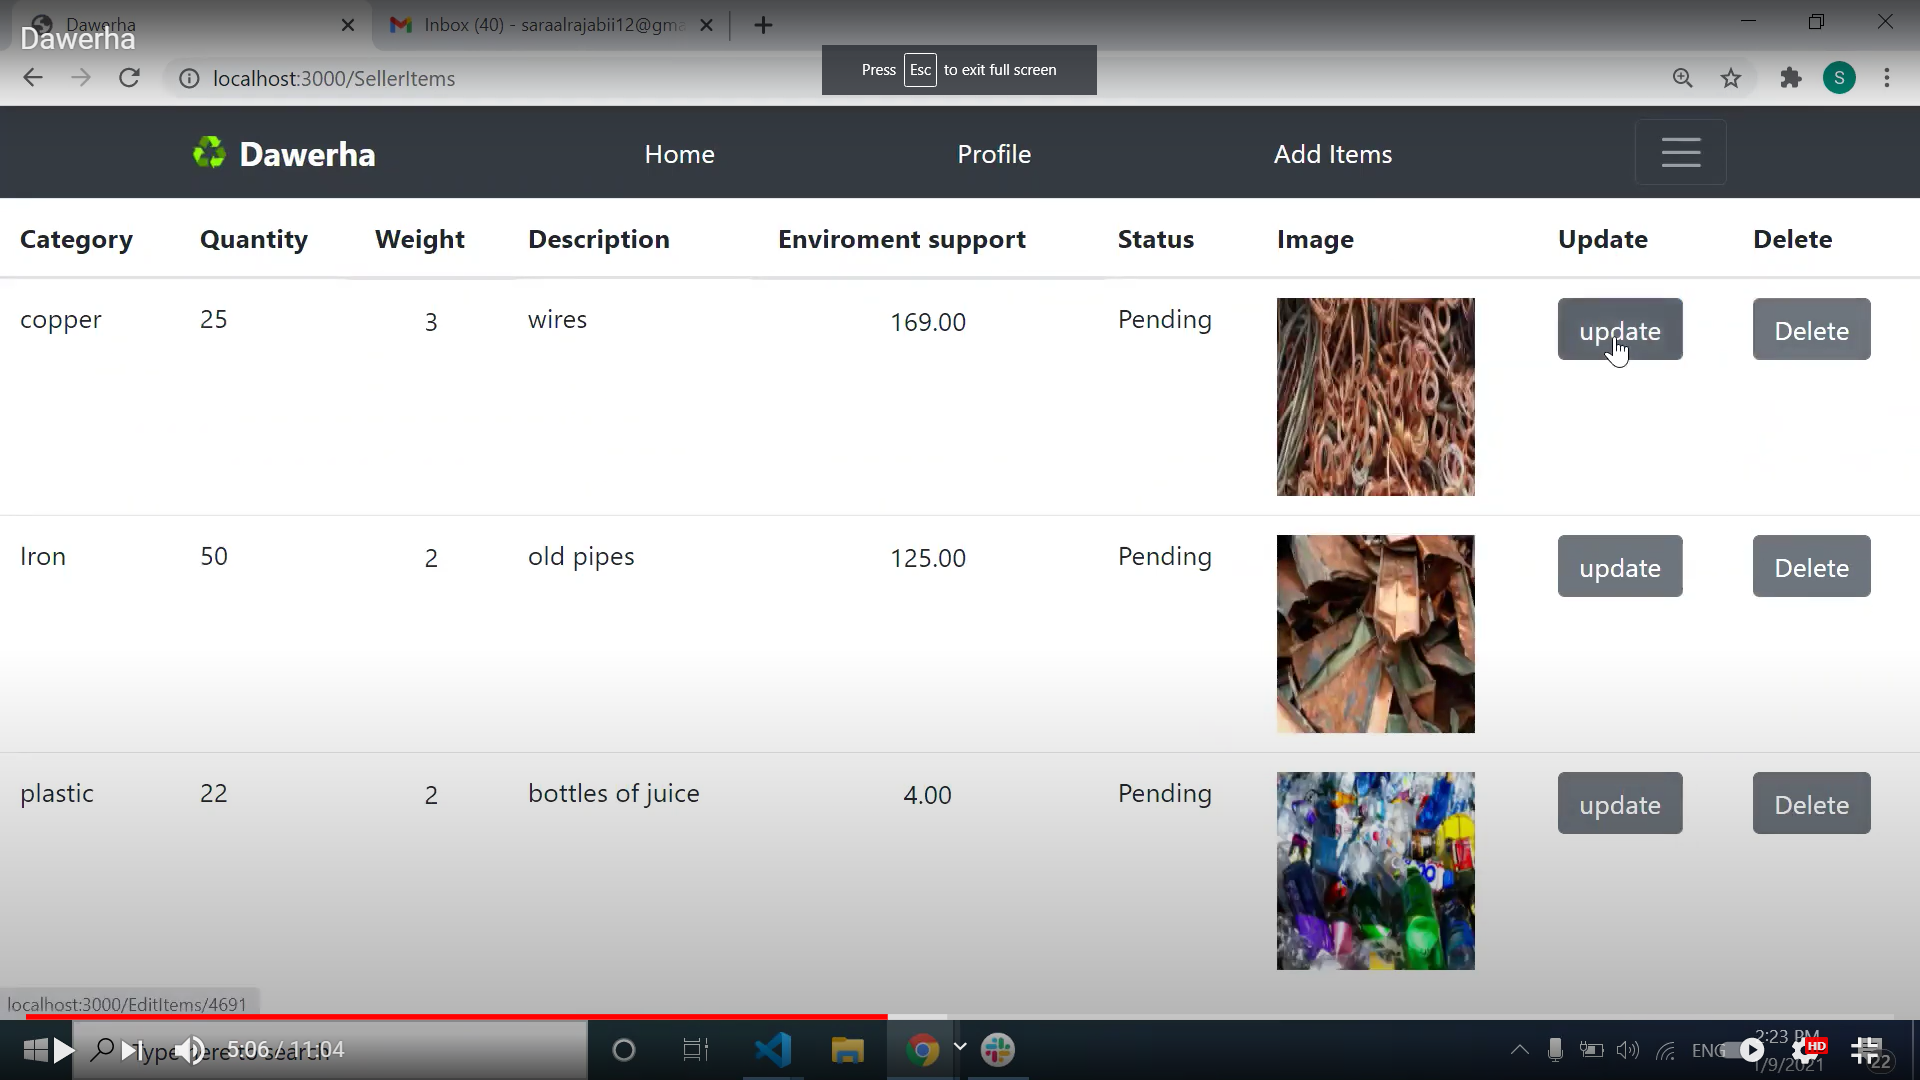 Dawerha
Inbox (40) - saraalrajabii12@gma
Dawerha
localhost:3000/SellerItems
Press Esc to exit full screen
S
Dawerha Home Profile Add Items
Category Quantity Weight Description Enviroment support Status Image Update Delete
copper 25 3 wires 169.00 Pending update Delete
Iron 50 2 old pipes 125.00 Pending update Delete
plastic 22 2 bottles of juice 4.00 Pending update Delete
localhost:3000/EditItems/4691
Type here to search
5:06 / 11:04
ENG
2:23 PM
1/9/2021
HD
22